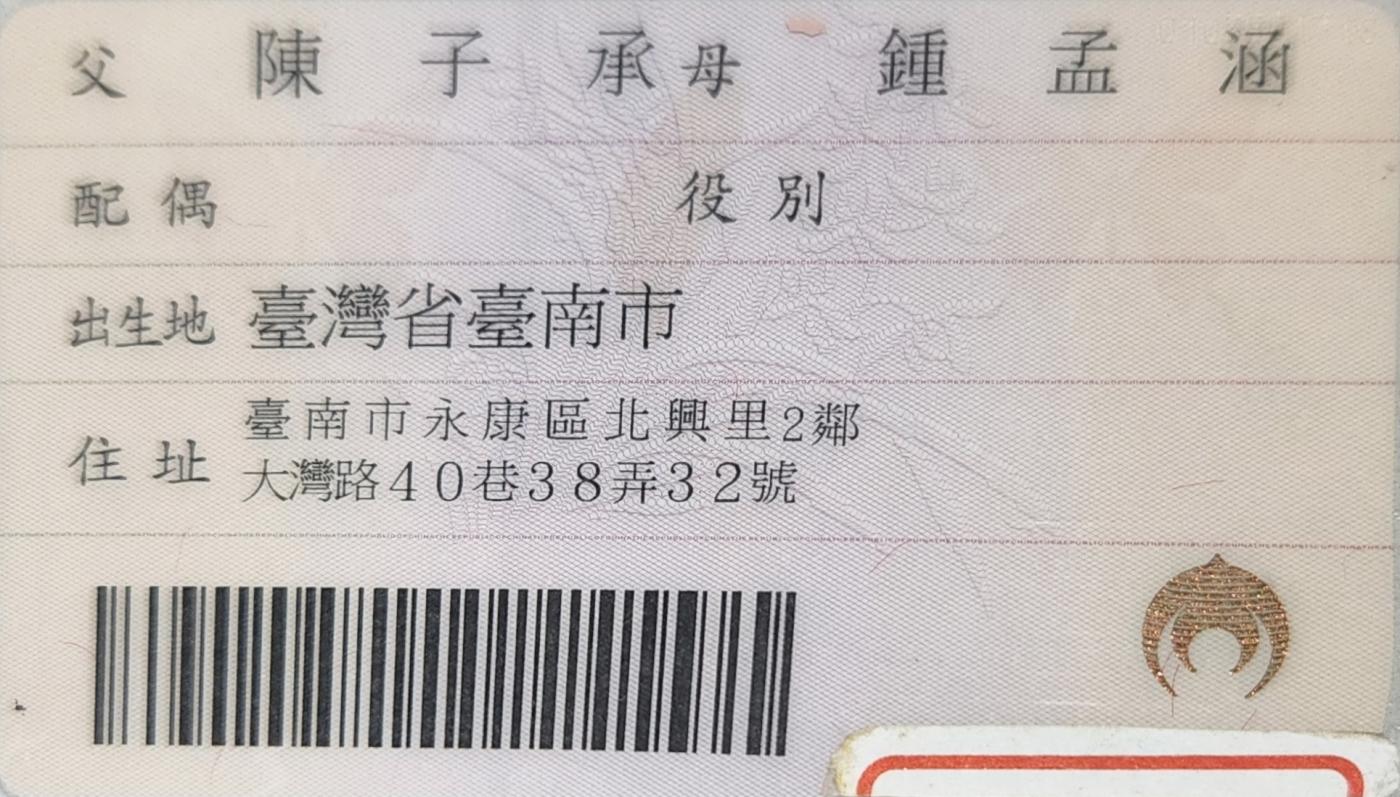 父 陳子承 母 鍾孟涵
配偶 役別
出生地 臺灣省臺南市
住址 臺南市永康區北興里2鄰
大灣路40巷38弄32號